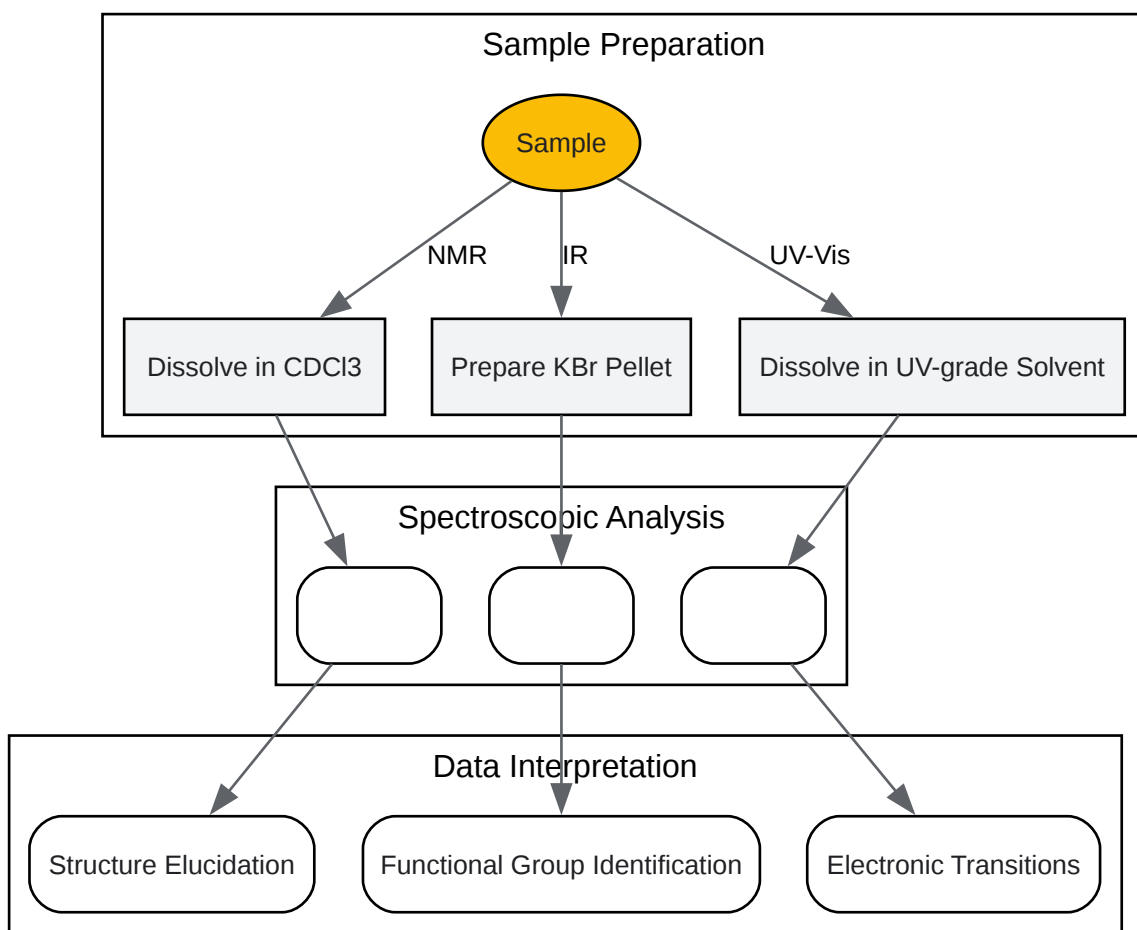 Sample Preparation
Sample
NMR
IR
UV-Vis
Dissolve in CDCl3
Prepare KBr Pellet
Dissolve in UV-grade Solvent
Spectroscopic Analysis
Data Interpretation
Structure Elucidation
Functional Group Identification
Electronic Transitions